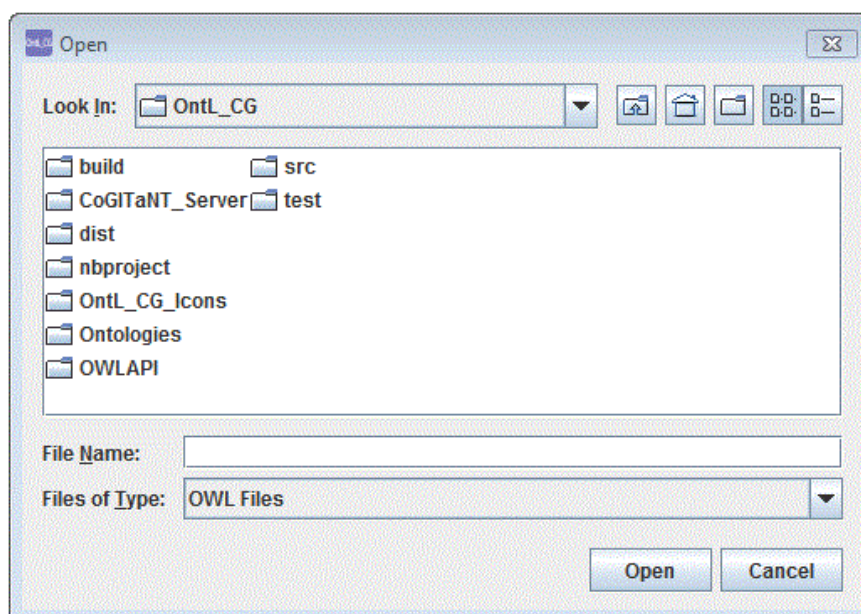 Open
Look In: OntL_CG
build src
CoGITaNT_Server test
dist
nbproject
OntL_CG_Icons
Ontologies
OWLAPI
File Name:
Files of Type: OWL Files
Open Cancel